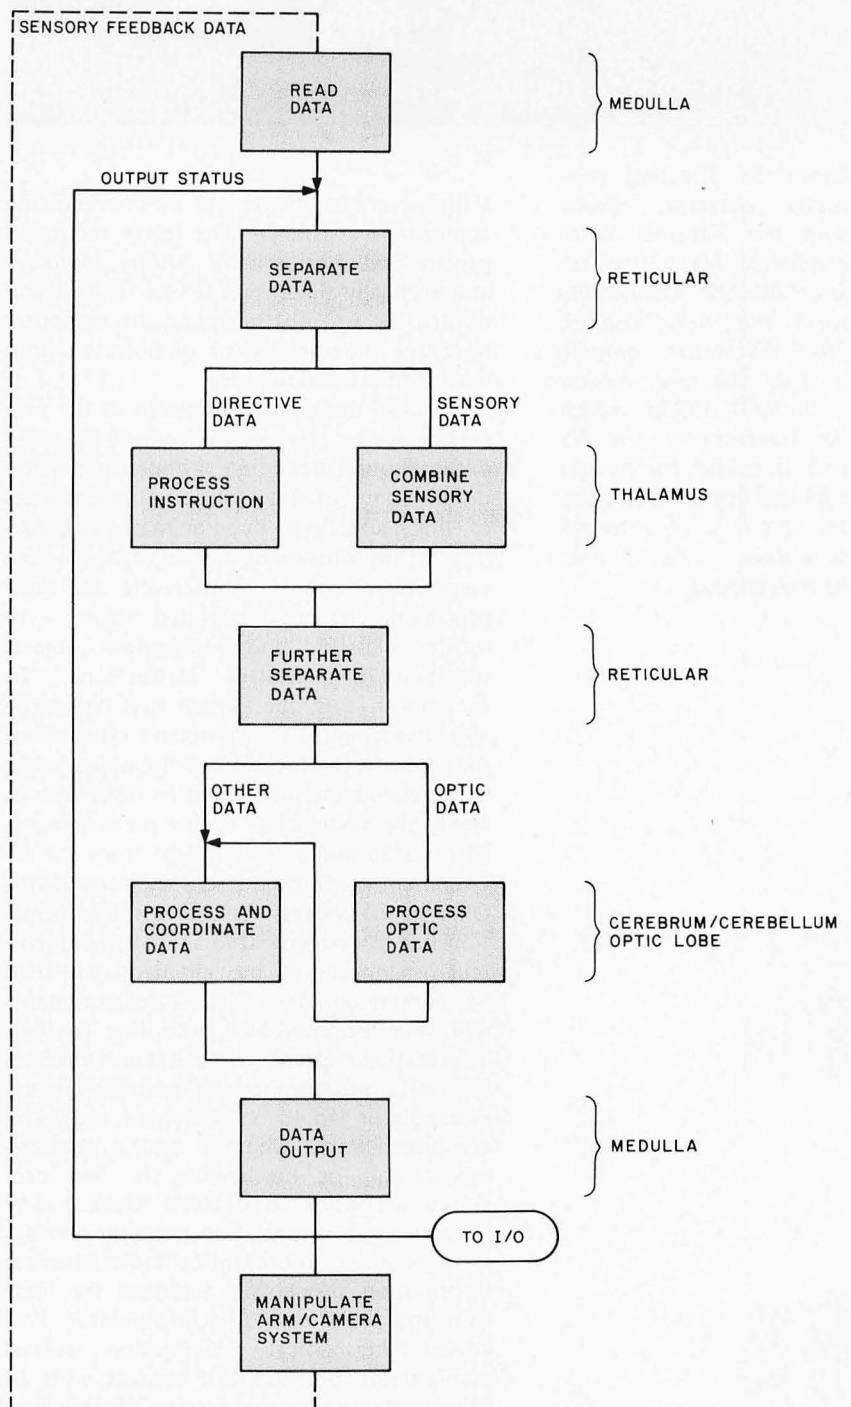 SENSORY FEEDBACK DATA
READ
DATA
MEDULLA
OUTPUT STATUS
SEPARATE
DATA
RETICULAR
DIRECTIVE
DATA
SENSORY DATA
PROCESS
INSTRUCTION
COMBINE
SENSORY
DATA
THALAMUS
FURTHER
SEPARATE
DATA
RETICULAR
OTHER
DATA
OPTIC DATA
PROCESS AND
COORDINATE
DATA
PROCESS
OPTIC
DATA
CEREBRUM/CEREBELLUM
OPTIC LOBE
DATA
OUTPUT
MEDULLA
TO I/O
MANIPULATE
ARM/CAMERA
SYSTEM